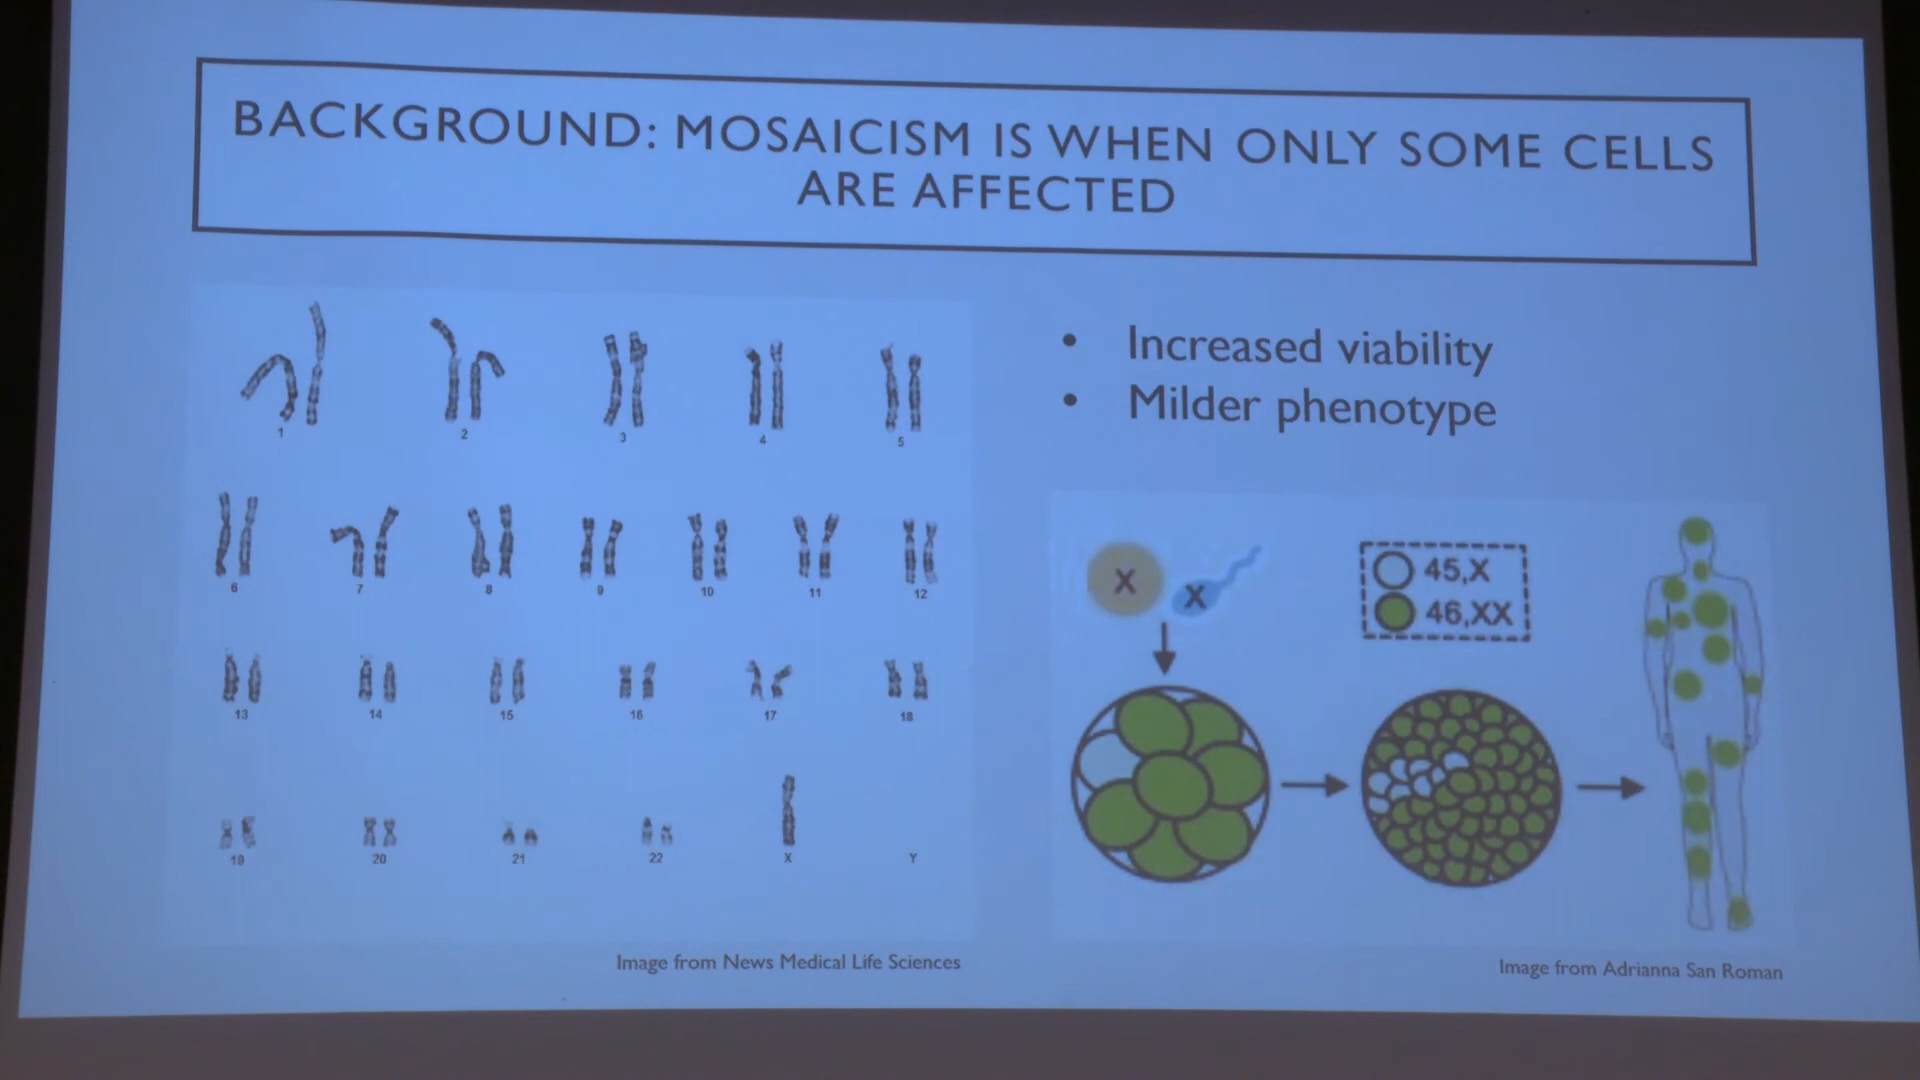 BACKGROUND: MOSAICISM IS WHEN ONLY SOME CELLS
ARE AFFECTED
1 2 3 4 5
6 7 8 9 10 11 12
13 14 15 16 17 18
19 20 21 22 X Y
Image from News Medical Life Sciences
• Increased viability
• Milder phenotype
X X
45,X
46,XX
Image from Adrianna San Roman